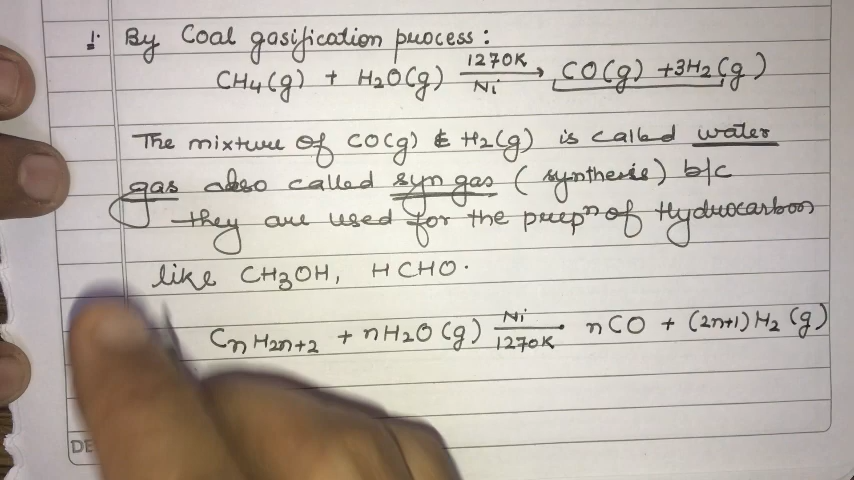 1. By Coal gasification process:
CH4(g) + H2O(g) 1270K Ni → CO(g) + 3H2(g)
The mixture of CO(g) & H2(g) is called water
gas also called syn gas (synthesis) b/c
they are used for the prepn of Hydrocarbon
like CH3OH, HCHO.
CnH2n+2 + nH2O(g) Ni 1270K → nCO + (2n+1)H2(g)
DE